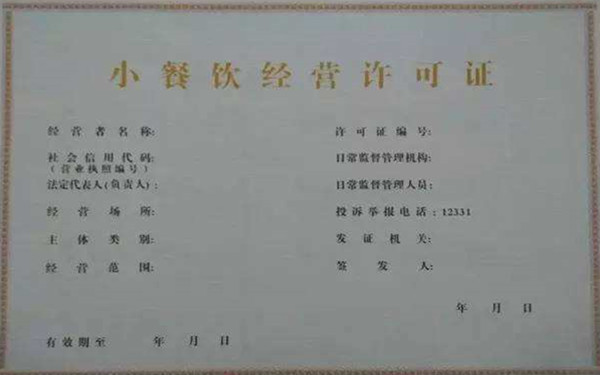 小餐饮经营许可证
经营者名称:
许可证编号:
社会信用代码:
(营业执照编号)
日常监督管理机构:
法定代表人(负责人):
日常监督管理人员:
经营场所:
投诉举报电话:12331
主体类别:
发证机关:
经营范围:
签发人:
年 月 日
有效期至 年 月 日